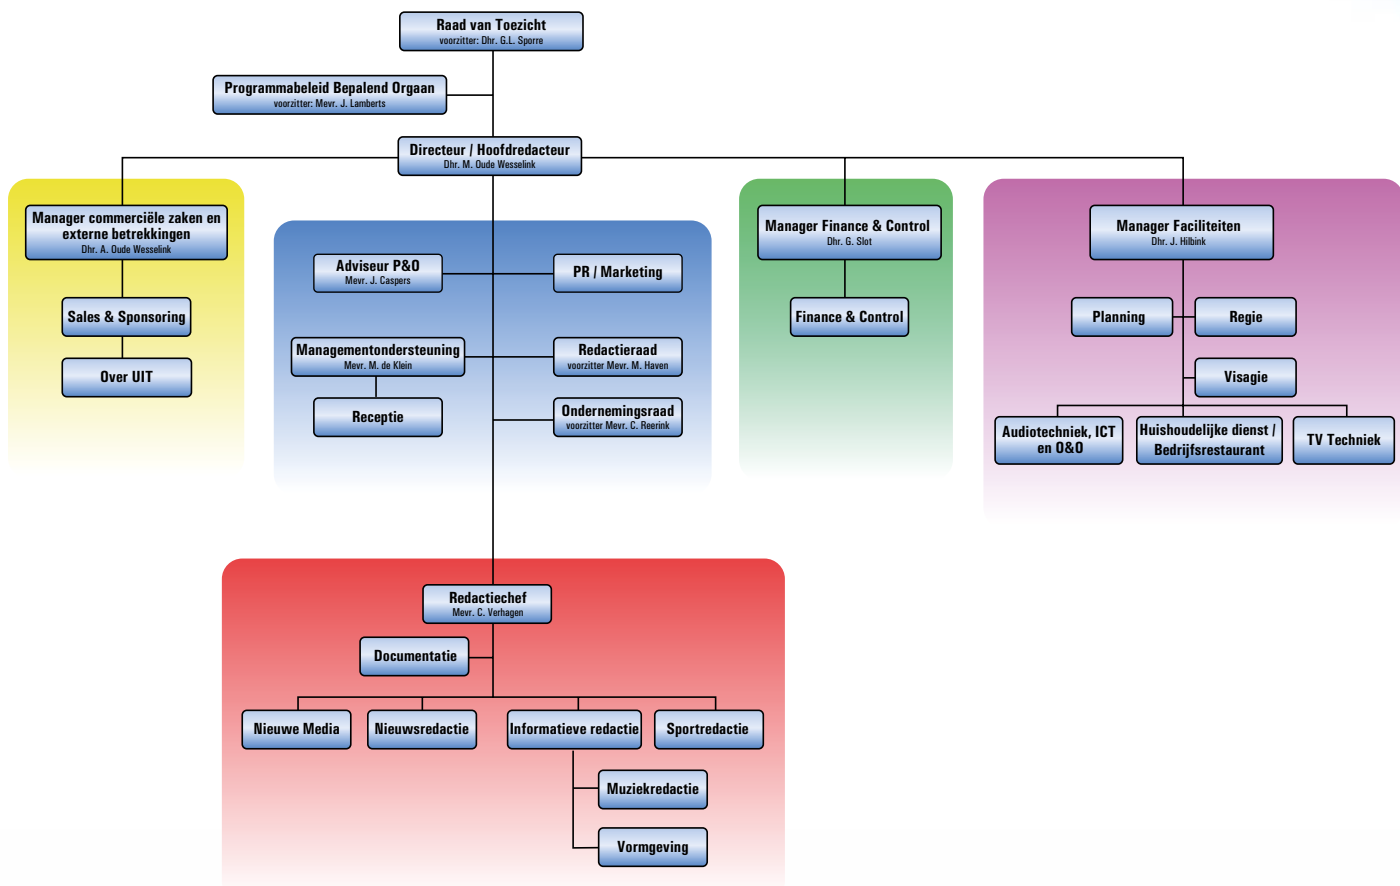 Raad van Toezicht
voorzitter: Dhr. G.L. Sporre
Programmabeleid Bepalend Orgaan
voorzitter: Mevr. J. Lamberts
Directeur / Hoofdredacteur
Dhr. M. Oude Wesselink
Manager commerciële zaken en
externe betrekkingen
Dhr. A. Oude Wesselink
Sales & Sponsoring
Over UIT
Adviseur P&O
Mevr. J. Caspers
PR / Marketing
Managementondersteuning
Mevr. M. de Klein
Redactieraad
voorzitter Mevr. M. Haven
Receptie
Ondernemingsraad
voorzitter Mevr. C. Reerink
Manager Finance & Control
Dhr. G. Slot
Finance & Control
Manager Faciliteiten
Dhr. J. Hilbink
Planning
Regie
Visagie
Audiotechniek, ICT
en O&O
Huishoudelijke dienst /
Bedrijfsrestaurant
TV Techniek
Redactiechef
Mevr. C. Verhagen
Documentatie
Nieuwe Media
Nieuwsredactie
Informatieve redactie
Sportredactie
Muziekredactie
Vormgeving